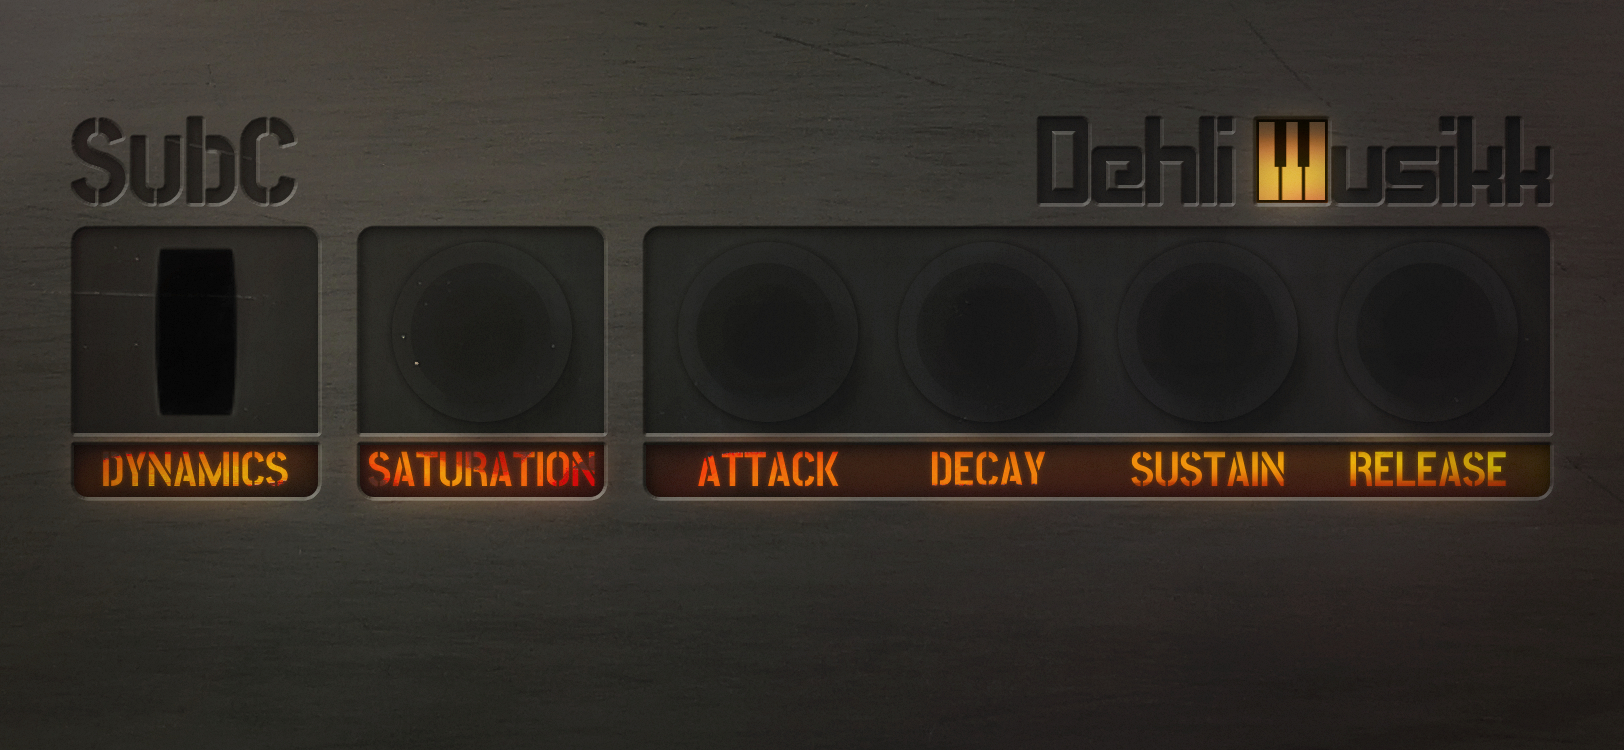 SubC
Dehli Musikk
DYNAMICS
SATURATION
ATTACK DECAY SUSTAIN RELEASE